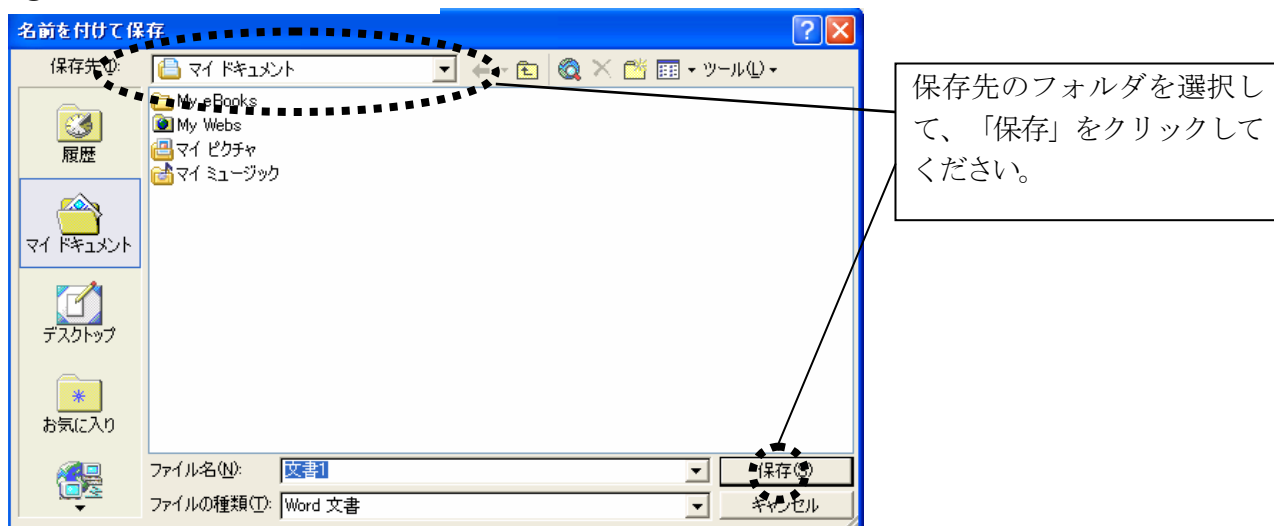 名前を付けて保存
保存先(I):
マイ ドキュメント
ツール(L)
My eBooks
My Webs
マイ ピクチャ
マイ ミュージック
履歴
マイ ドキュメント
デスクトップ
お気に入り
ファイル名(N):
文書1
保存(S)
ファイルの種類(T):
Word 文書
キャンセル
保存先のフォルダを選択し
て、「保存」をクリックして
ください。